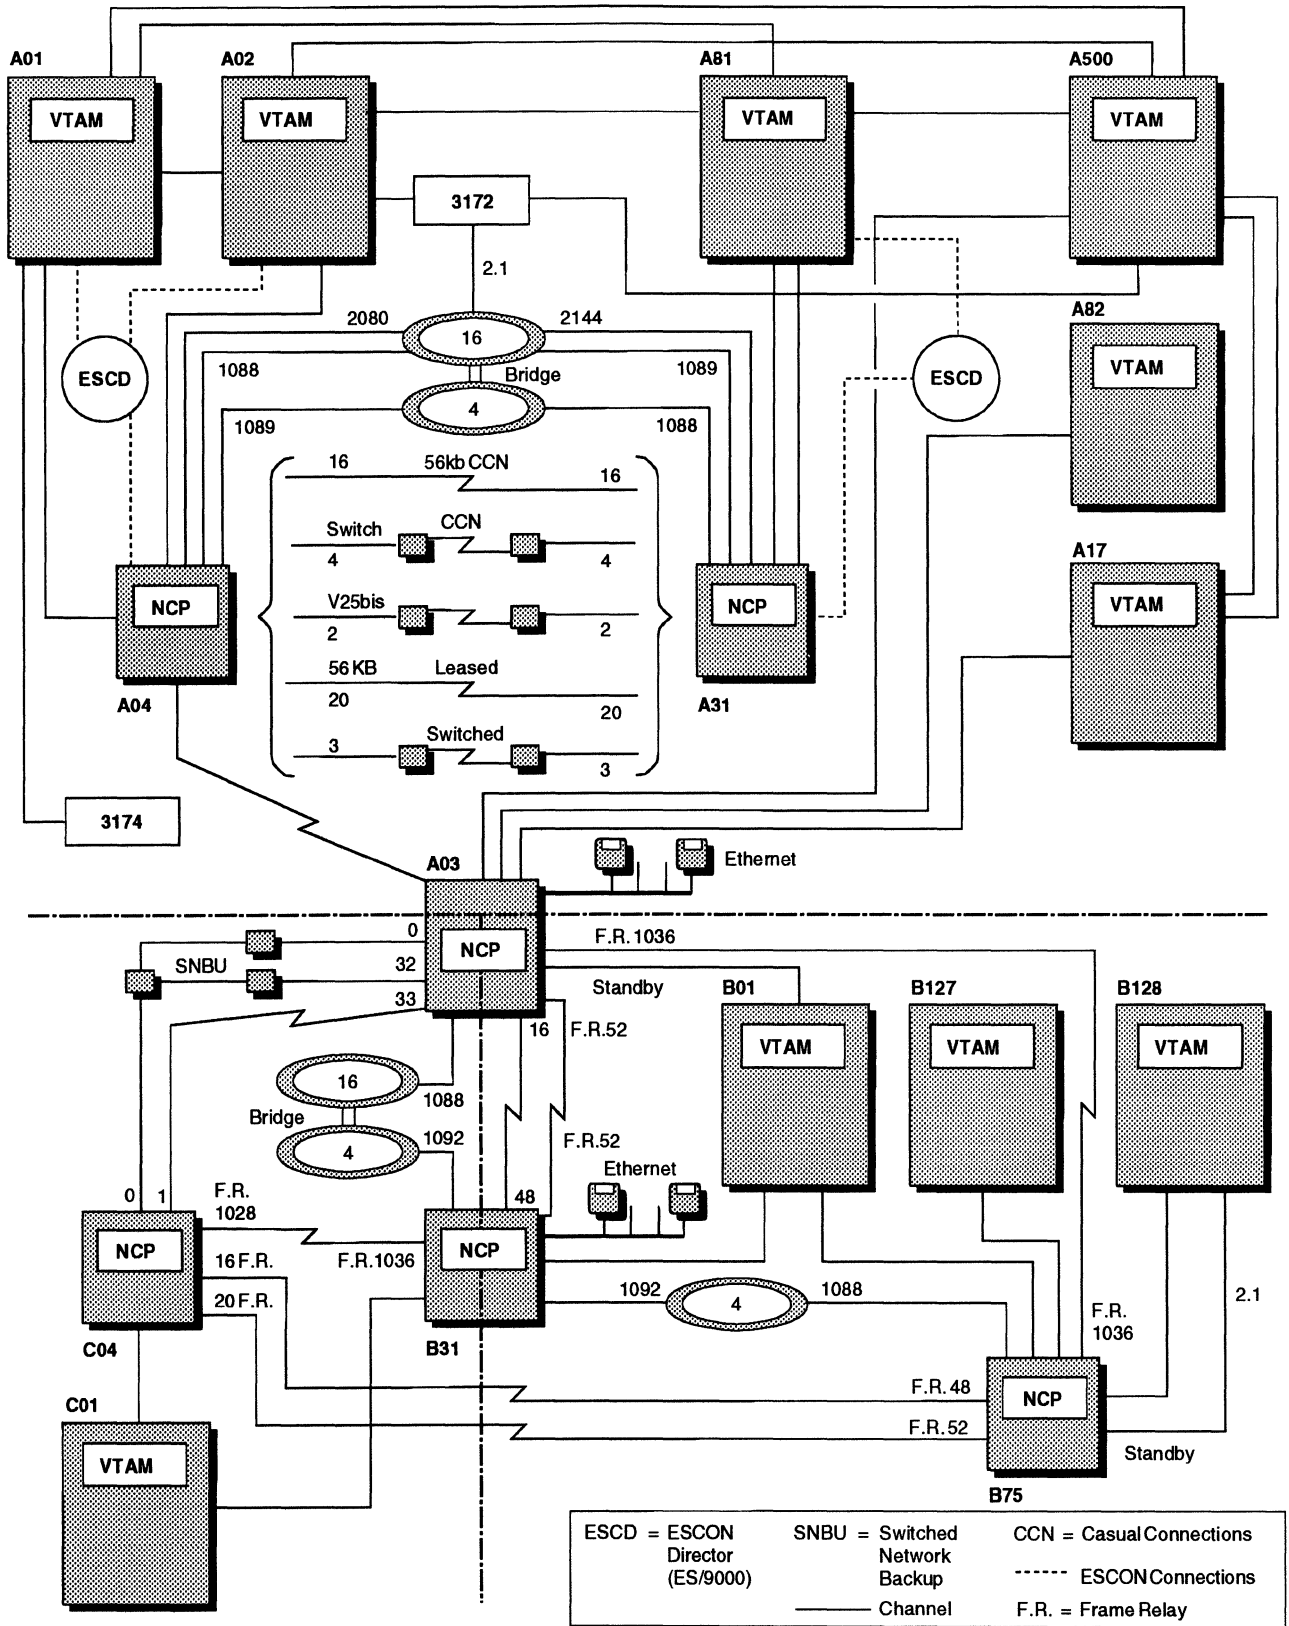 A01
A02
A81
A500
VTAM
VTAM
VTAM
VTAM
3172
2.1
A82
2080
16
2144
VTAM
1088
Bridge
1089
ESCD
ESCD
4
1089
1088
16
56kb CCN
16
Switch
CCN
4
4
A17
V25bis
VTAM
NCP
NCP
2
2
56 KB
Leased
20
20
A04
A31
Switched
3
3
3174
A03
Ethernet
0
F.R. 1036
NCP
SNBU
32
Standby
B01
B127
B128
33
16
F.R.52
VTAM
VTAM
VTAM
16
1088
Bridge
1092
F.R.52
4
Ethernet
0
1
F.R.
1028
48
NCP
NCP
F.R.1036
16 F.R.
1092
4
1088
2.1
20 F.R.
F.R.
1036
C04
B31
F.R. 48
NCP
C01
F.R.52
Standby
VTAM
B75
ESCD = ESCON
Director
(ES/9000)
SNBU = Switched
Network
Backup
Channel
CCN = Casual Connections
ESCON Connections
F.R. = Frame Relay